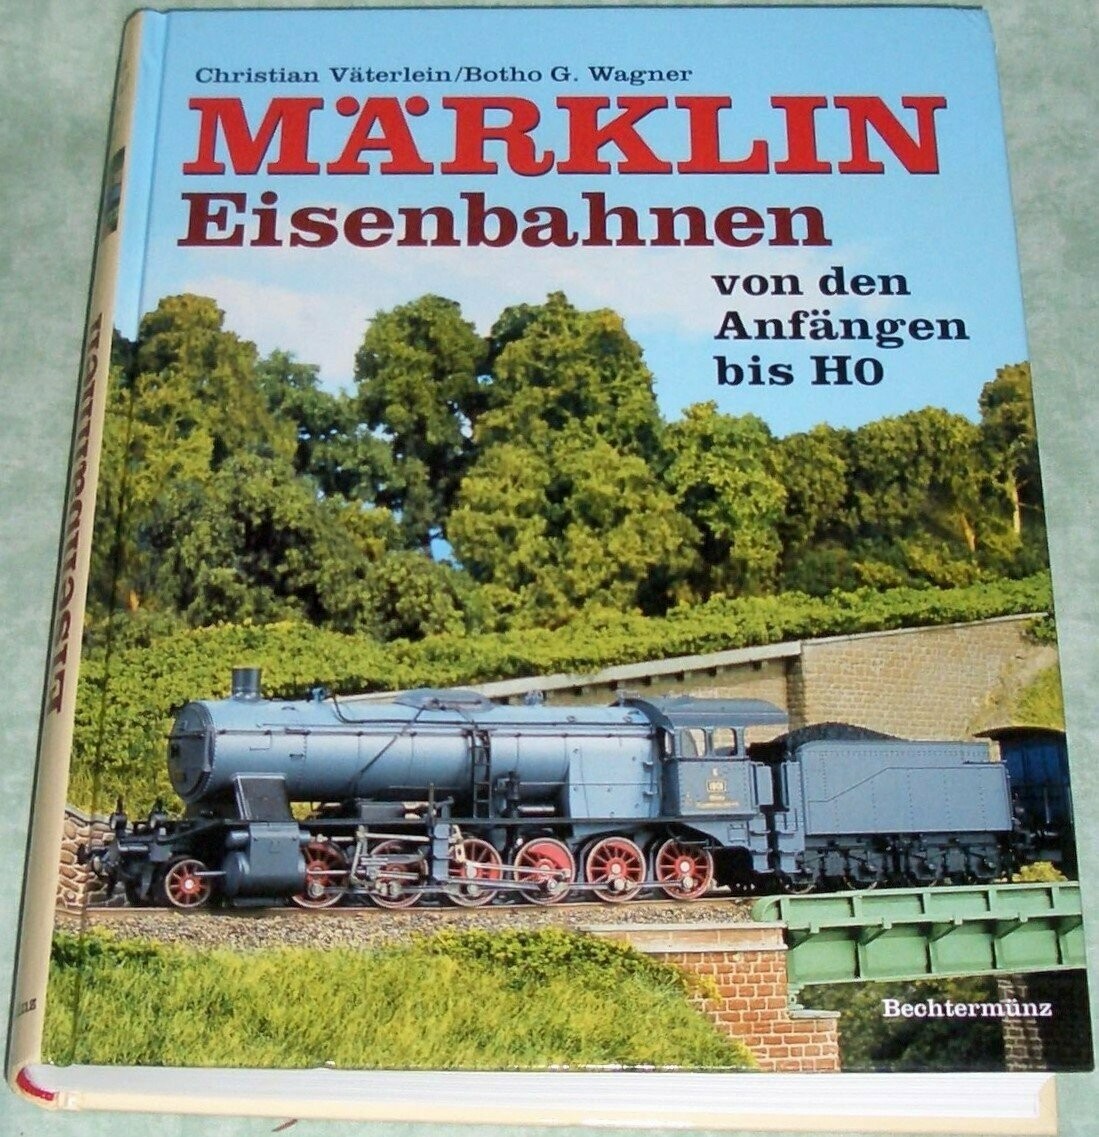 Christian Väterlein/Botho G. Wagner
MÄRKLIN
Eisenbahnen
von den
Anfängen
bis H0
Bechtermünz